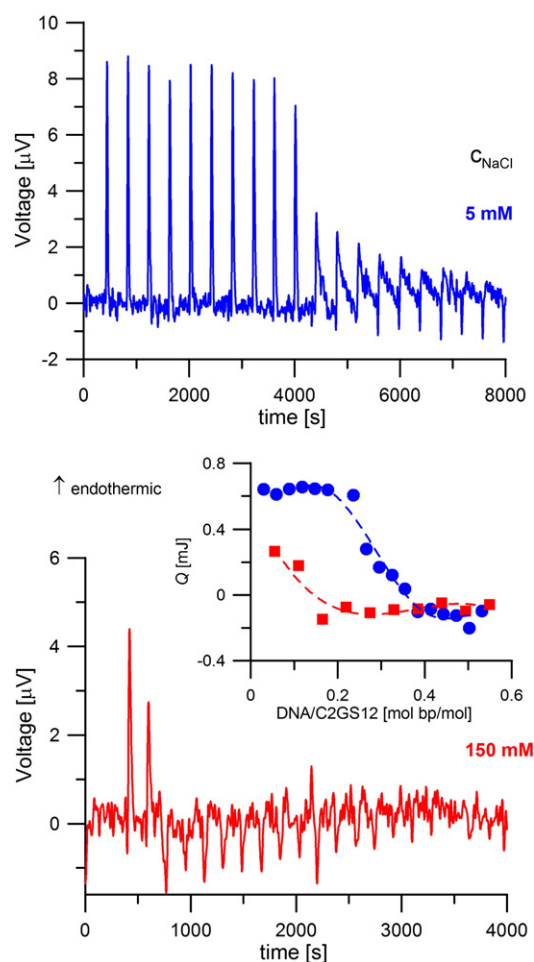 10
8
6
4
2
0
-2
Voltage [µV]
c_NaCl
5 mM
0 2000 4000 6000 8000
time [s]
↑ endothermic
0.8
0.4
0
-0.4
Q [mJ]
0 0.2 0.4 0.6
DNA/C2GS12 [mol bp/mol]
6
4
2
0
Voltage [µV]
150 mM
0 1000 2000 3000 4000
time [s]